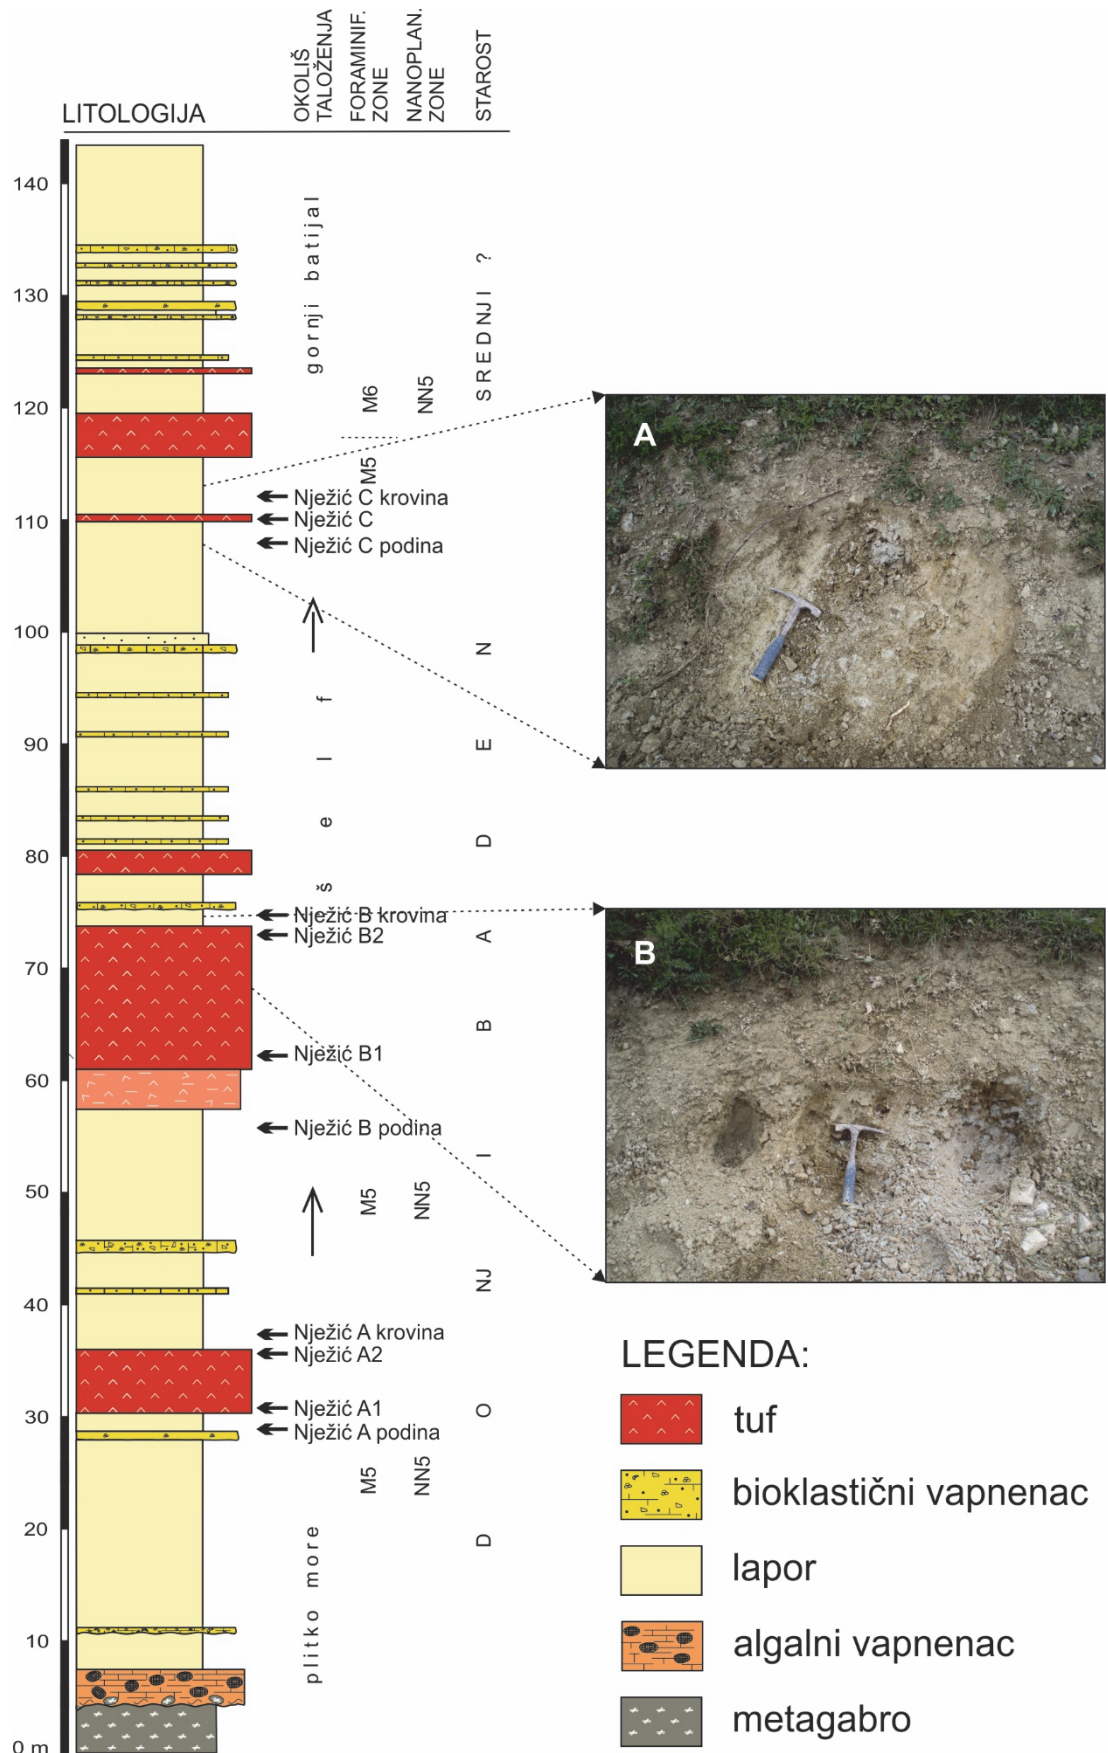 LITOLOGIJA
OKOLIŠ
TALOŽENJA
FORAMINIF.
ZONE
NANOPLAN.
ZONE
STAROST
140
130
120
110
100
90
80
70
60
50
40
30
20
10
0 m
gornji batijal
šelf
plitko more
M6
NN5
M5
M5
NN5
M5
NN5
SREDNJI ?
DONJI BADEN
Nježić C krovina
Nježić C
Nježić C podina
Nježić B krovina
Nježić B2
Nježić B1
Nježić B podina
Nježić A krovina
Nježić A2
Nježić A1
Nježić A podina
A
B
LEGENDA:
tuf
bioklastični vapnenac
lapor
algalni vapnenac
metagabro